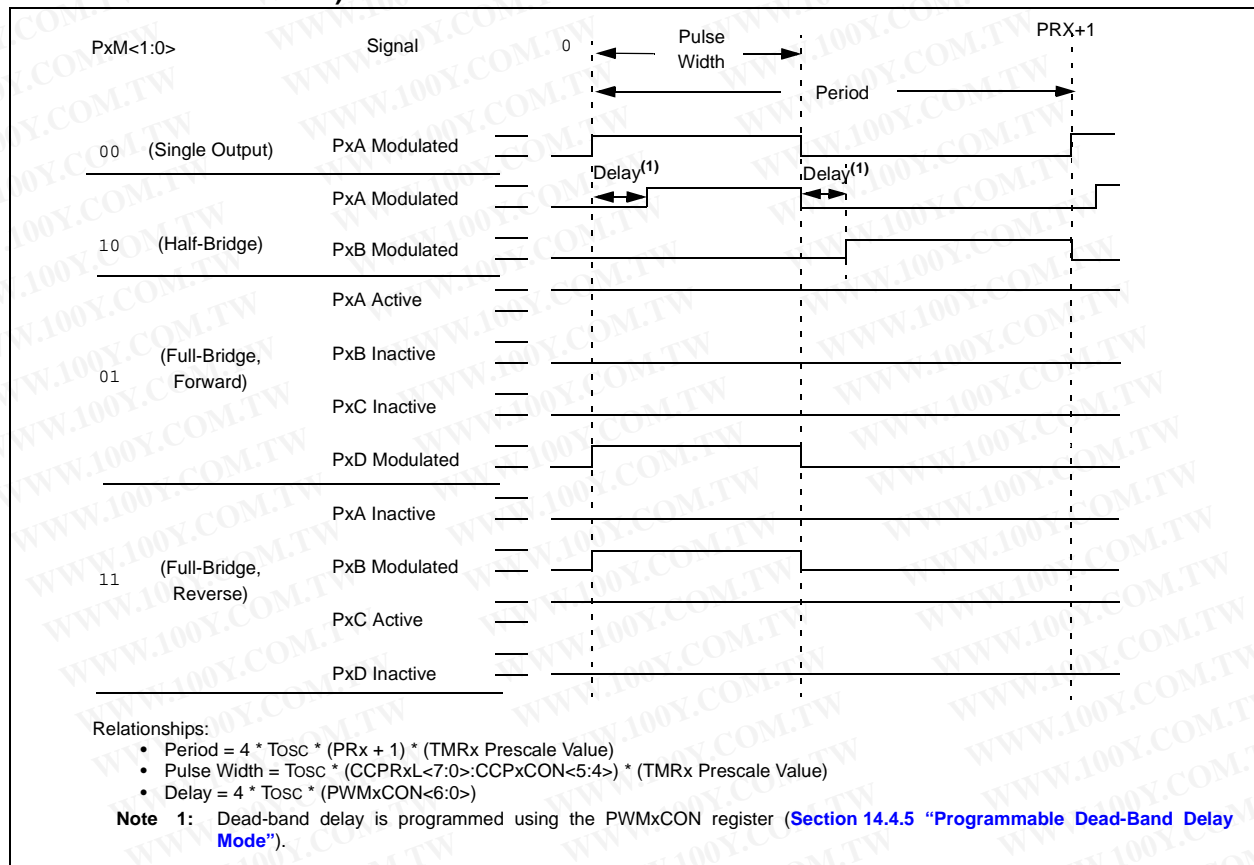 PxM<1:0>
Signal
0
Pulse
Width
PRX+1
Period
00 (Single Output)
PxA Modulated
Delay(1)
Delay(1)
PxA Modulated
10 (Half-Bridge)
PxB Modulated
PxA Active
PxB Inactive
01 (Full-Bridge,
Forward)
PxC Inactive
PxD Modulated
PxA Inactive
PxB Modulated
11 (Full-Bridge,
Reverse)
PxC Active
PxD Inactive
Relationships:
• Period = 4 * TOSC * (PRx + 1) * (TMRx Prescale Value)
• Pulse Width = TOSC * (CCPRxL<7:0>:CCPxCON<5:4>) * (TMRx Prescale Value)
• Delay = 4 * TOSC * (PWMxCON<6:0>)
Note 1: Dead-band delay is programmed using the PWMxCON register (Section 14.4.5 “Programmable Dead-Band Delay
Mode”).
WWW.100Y.COM.TW